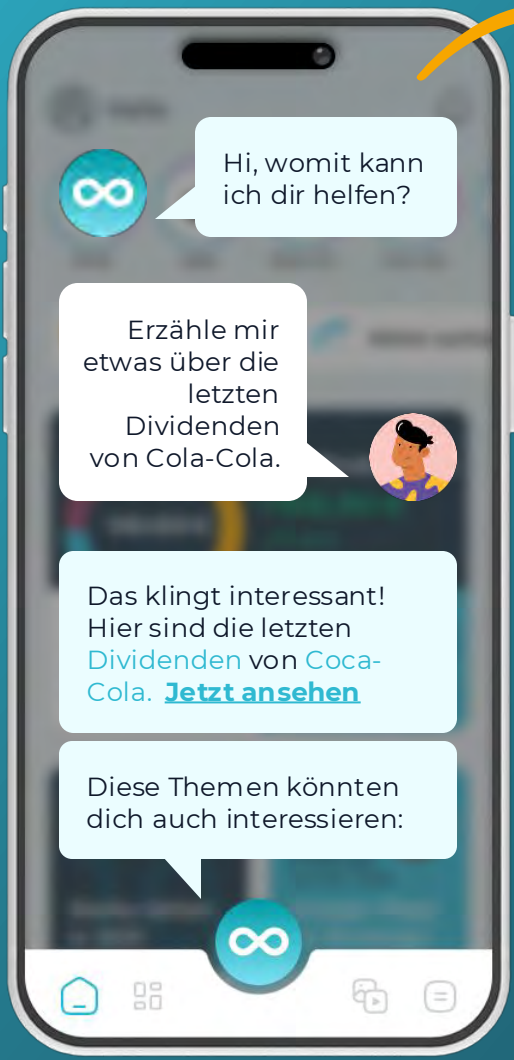 Hi, womit kann
ich dir helfen?
Erzähle mir
etwas über die
letzten
Dividenden
von Cola-Cola.
Das klingt interessant!
Hier sind die letzten
Dividenden von Coca-
Cola. Jetzt ansehen
Diese Themen könnten
dich auch interessieren: